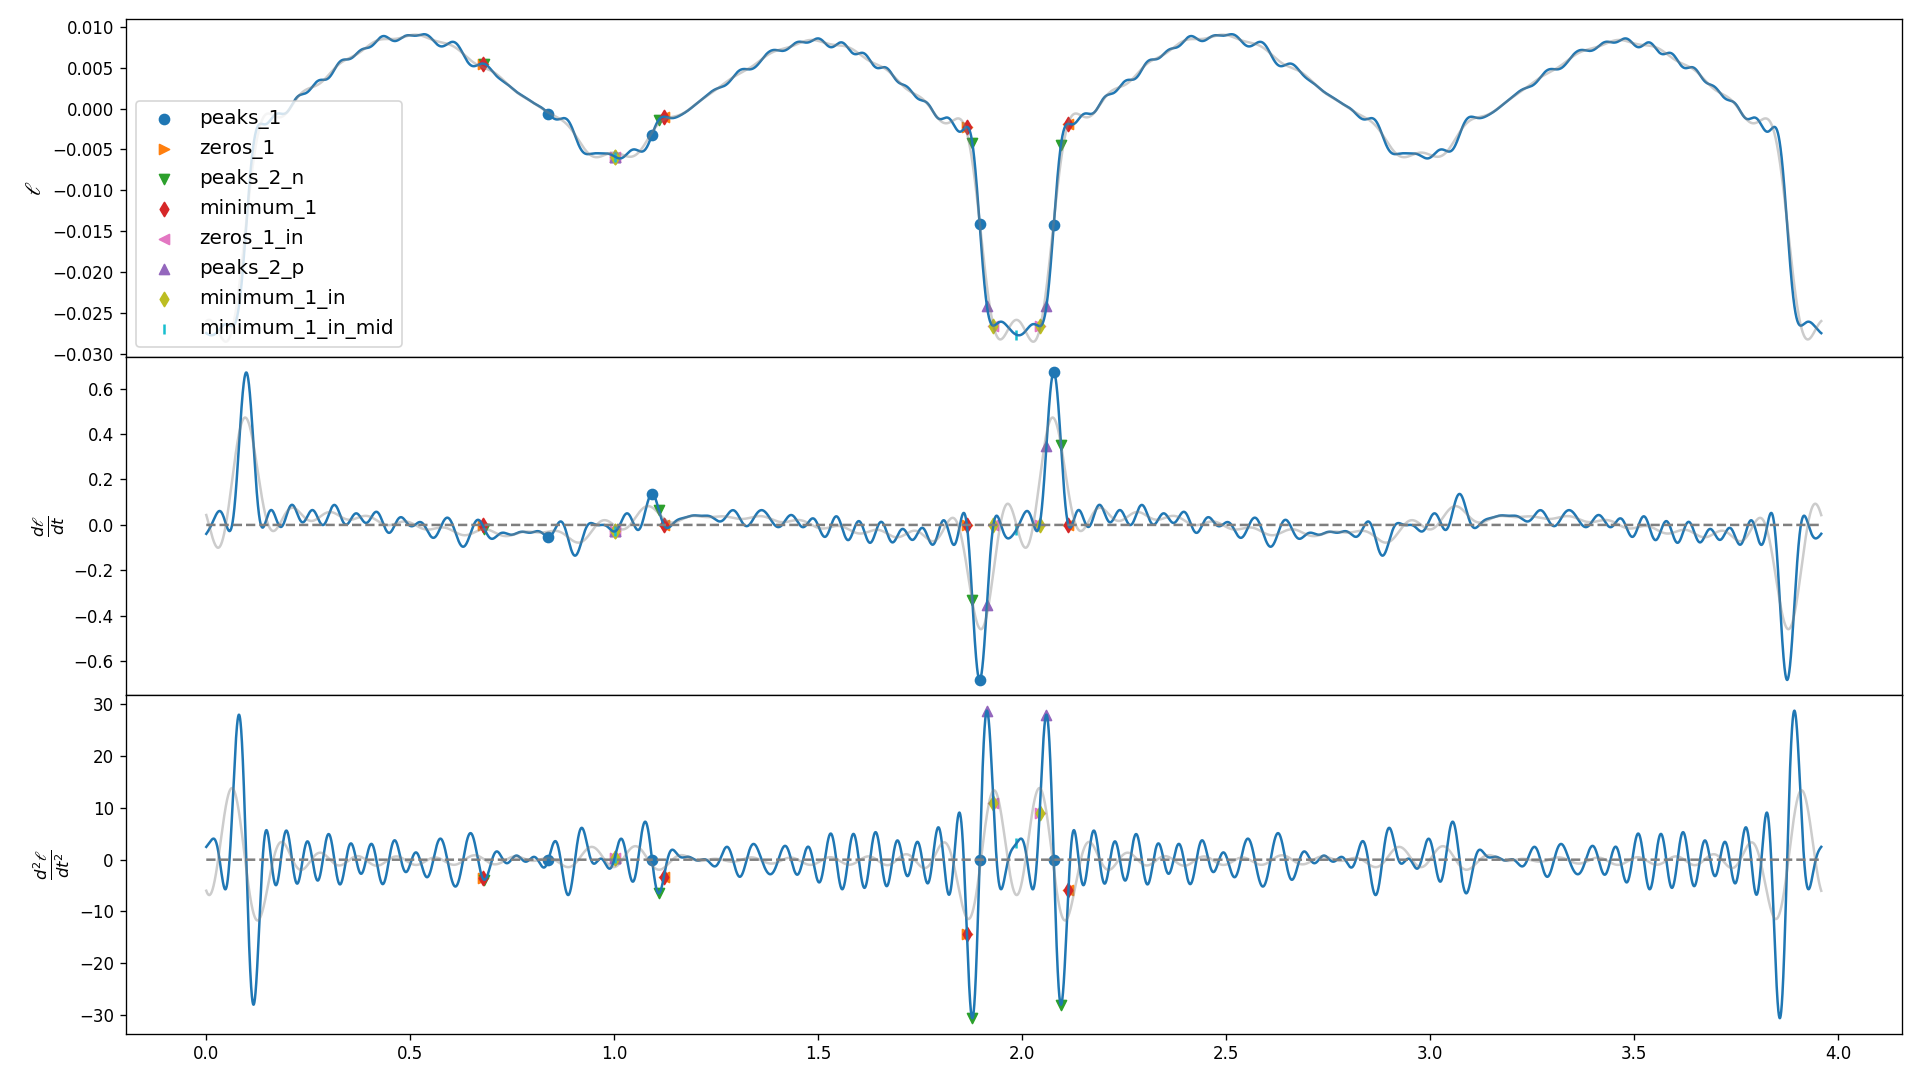 0.010
0.005
0.000
−0.005
−0.010
−0.015
−0.020
−0.025
−0.030
ℓ
peaks_1
zeros_1
peaks_2_n
minimum_1
zeros_1_in
peaks_2_p
minimum_1_in
minimum_1_in_mid
0.6
0.4
0.2
0.0
−0.2
−0.4
−0.6
dℓ
dt
30
20
10
0
−10
−20
−30
d²ℓ
dt²
0.0 0.5 1.0 1.5 2.0 2.5 3.0 3.5 4.0